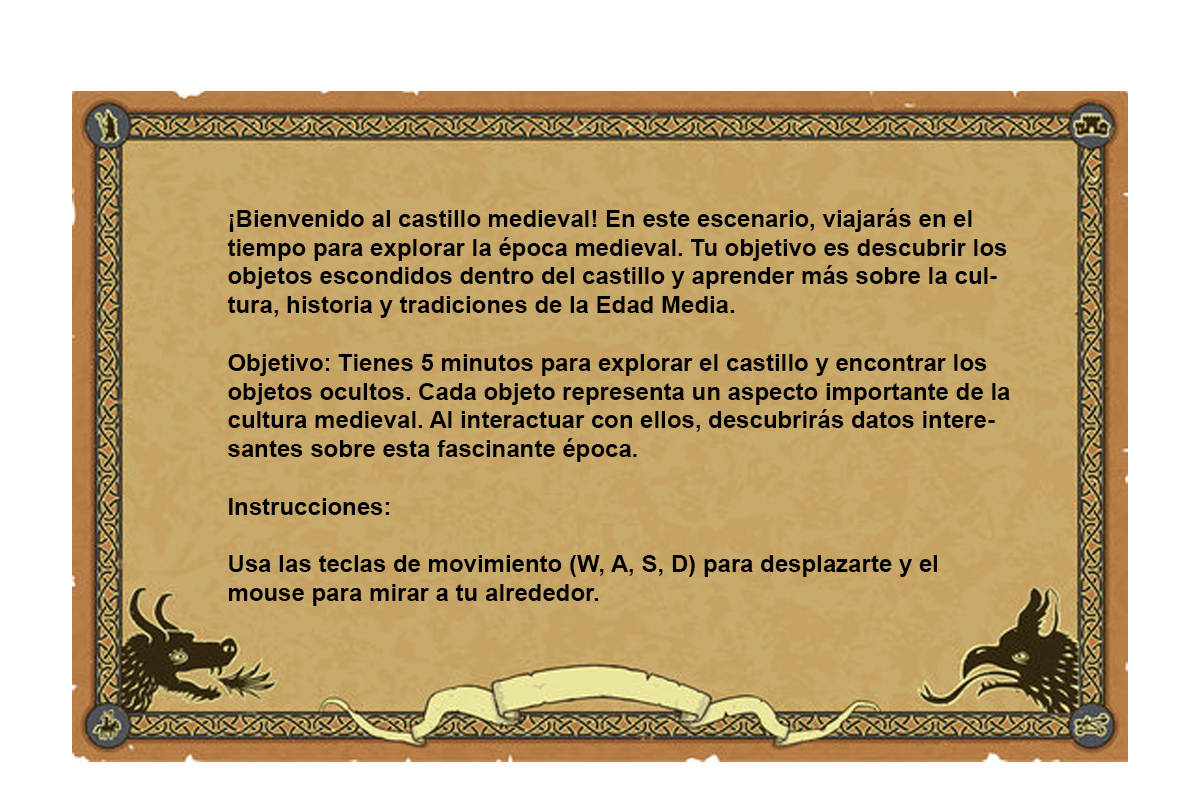 ¡Bienvenido al castillo medieval! En este escenario, viajarás en el
tiempo para explorar la época medieval. Tu objetivo es descubrir los
objetos escondidos dentro del castillo y aprender más sobre la cul-
tura, historia y tradiciones de la Edad Media.
Objetivo: Tienes 5 minutos para explorar el castillo y encontrar los
objetos ocultos. Cada objeto representa un aspecto importante de la
cultura medieval. Al interactuar con ellos, descubrirás datos intere-
santes sobre esta fascinante época.
Instrucciones:
Usa las teclas de movimiento (W, A, S, D) para desplazarte y el
mouse para mirar a tu alrededor.